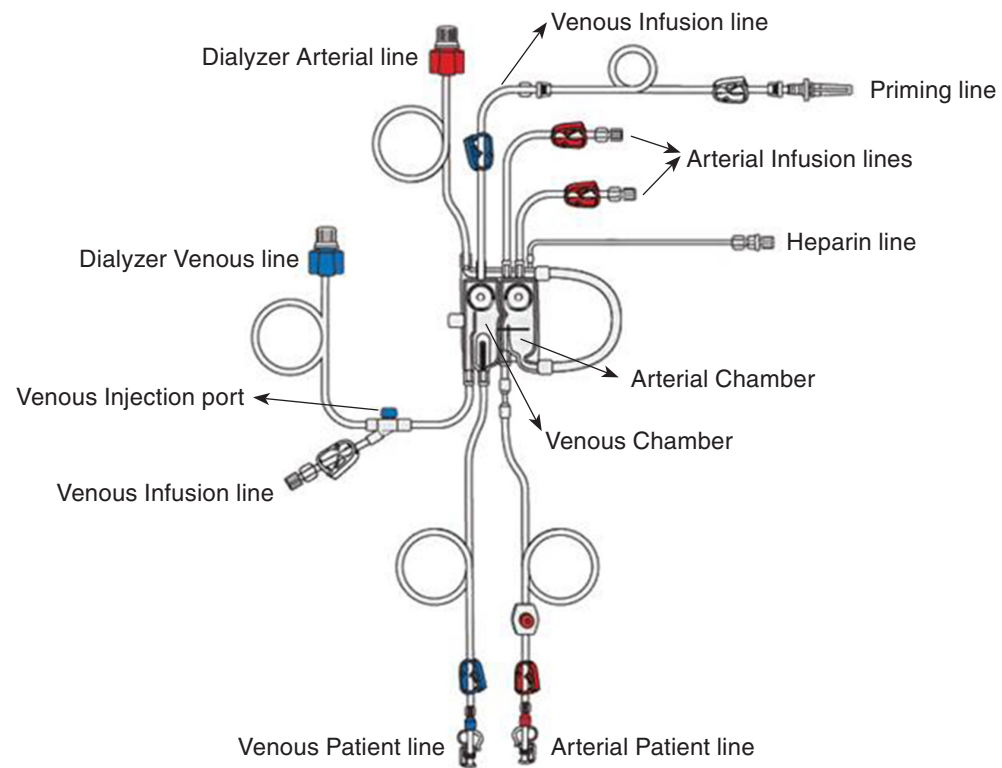 Venous Infusion line
Dialyzer Arterial line
Priming line
Arterial Infusion lines
Heparin line
Dialyzer Venous line
Arterial Chamber
Venous Injection port
Venous Chamber
Venous Infusion line
Venous Patient line
Arterial Patient line